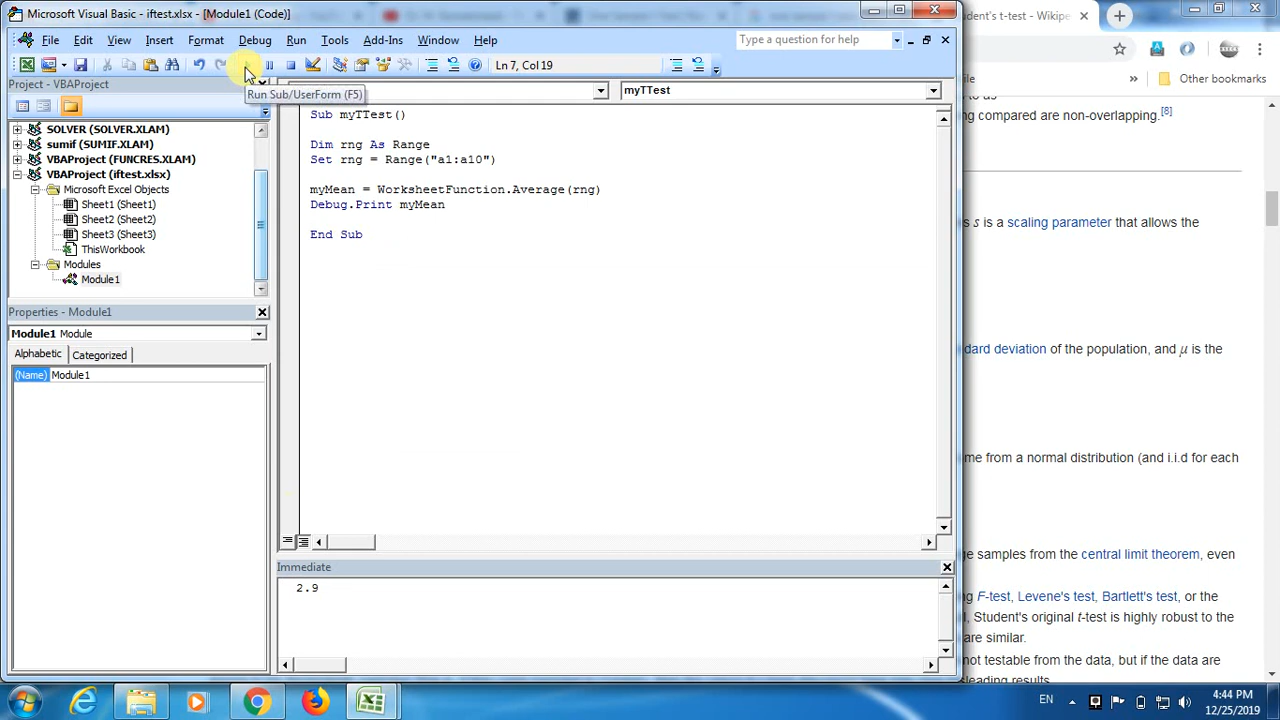 Microsoft Visual Basic - iftest.xlsx - [Module1 (Code)]
File Edit View Insert Format Debug Run Tools Add-Ins Window Help
Type a question for help
Ln 7, Col 19
Project - VBAProject
Run Sub/UserForm (F5)
myTTest
SOLVER (SOLVER.XLAM)
sumif (SUMIF.XLAM)
VBAProject (FUNCRES.XLAM)
VBAProject (iftest.xlsx)
Microsoft Excel Objects
Sheet1 (Sheet1)
Sheet2 (Sheet2)
Sheet3 (Sheet3)
ThisWorkbook
Modules
Module1
Properties - Module1
Module1 Module
Alphabetic Categorized
(Name) Module1
Sub myTTest()
Dim rng As Range
Set rng = Range("a1:a10")
myMean = WorksheetFunction.Average(rng)
Debug.Print myMean
End Sub
Immediate
2.9
student's t-test - Wikipe
» Other bookmarks
as
ng compared are non-overlapping.[8]
s s is a scaling parameter that allows the
dard deviation of the population, and μ is the
me from a normal distribution (and i.i.d for each
ge samples from the central limit theorem, even
ng F-test, Levene's test, Bartlett's test, or the
, Student's original t-test is highly robust to the
are similar.
not testable from the data, but if the data are
sleading results.
EN
4:44 PM
12/25/2019